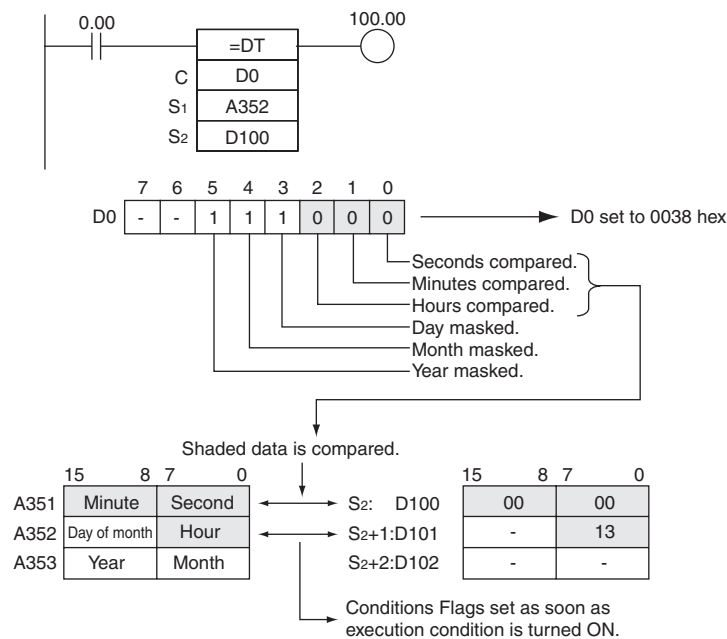 0.00
100.00
=DT
C D0
S1 A352
S2 D100
7 6 5 4 3 2 1 0
D0 - - 1 1 1 0 0 0 D0 set to 0038 hex
Seconds compared.
Minutes compared.
Hours compared.
Day masked.
Month masked.
Year masked.
Shaded data is compared.
15 8 7 0 15 8 7 0
A351 Minute Second S2: D100 00 00
A352 Day of month Hour S2+1:D101 - 13
A353 Year Month S2+2:D102 - -
Conditions Flags set as soon as
execution condition is turned ON.